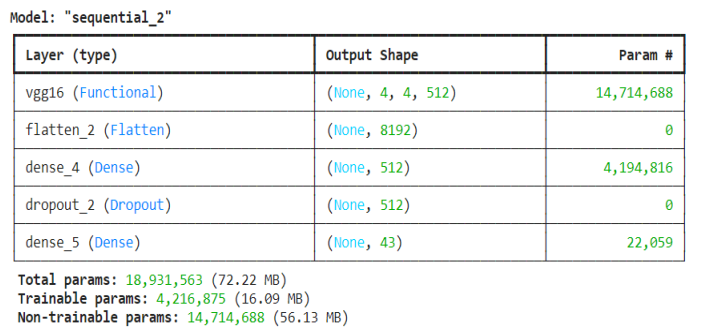 Model: "sequential_2"
Layer (type) Output Shape Param #
vgg16 (Functional) (None, 4, 4, 512) 14,714,688
flatten_2 (Flatten) (None, 8192) 0
dense_4 (Dense) (None, 512) 4,194,816
dropout_2 (Dropout) (None, 512) 0
dense_5 (Dense) (None, 43) 22,059
Total params: 18,931,563 (72.22 MB)
Trainable params: 4,216,875 (16.09 MB)
Non-trainable params: 14,714,688 (56.13 MB)